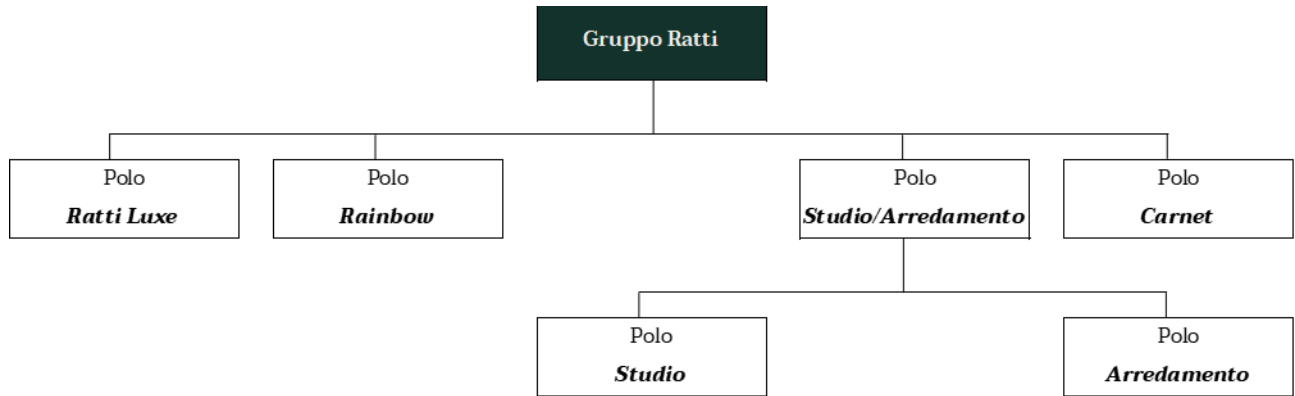 Gruppo Ratti
Polo
Ratti Luxe
Polo
Rainbow
Polo
Studio/Arredamento
Polo
Carnet
Polo
Studio
Polo
Arredamento